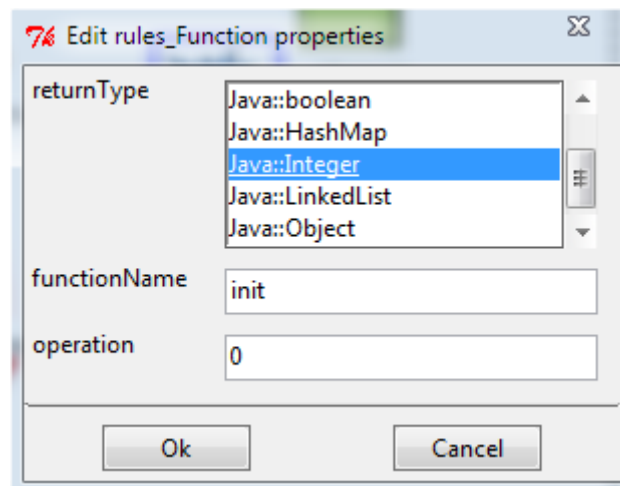 Edit rules_Function properties
returnType
Java::boolean
Java::HashMap
Java::Integer
Java::LinkedList
Java::Object
functionName
init
operation
0
Ok
Cancel